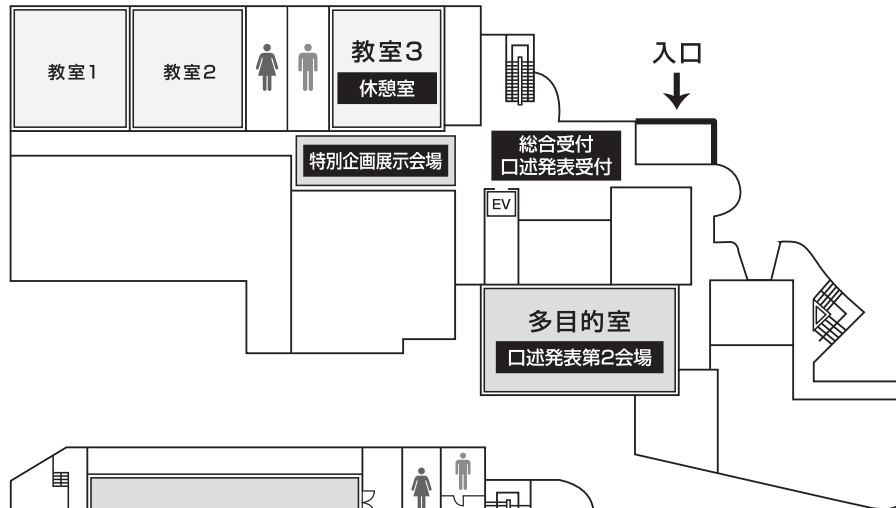 教室1
教室2
教室3
休憩室
入口
総合受付
口述発表受付
特別企画展示会場
EV
多目的室
口述発表第2会場